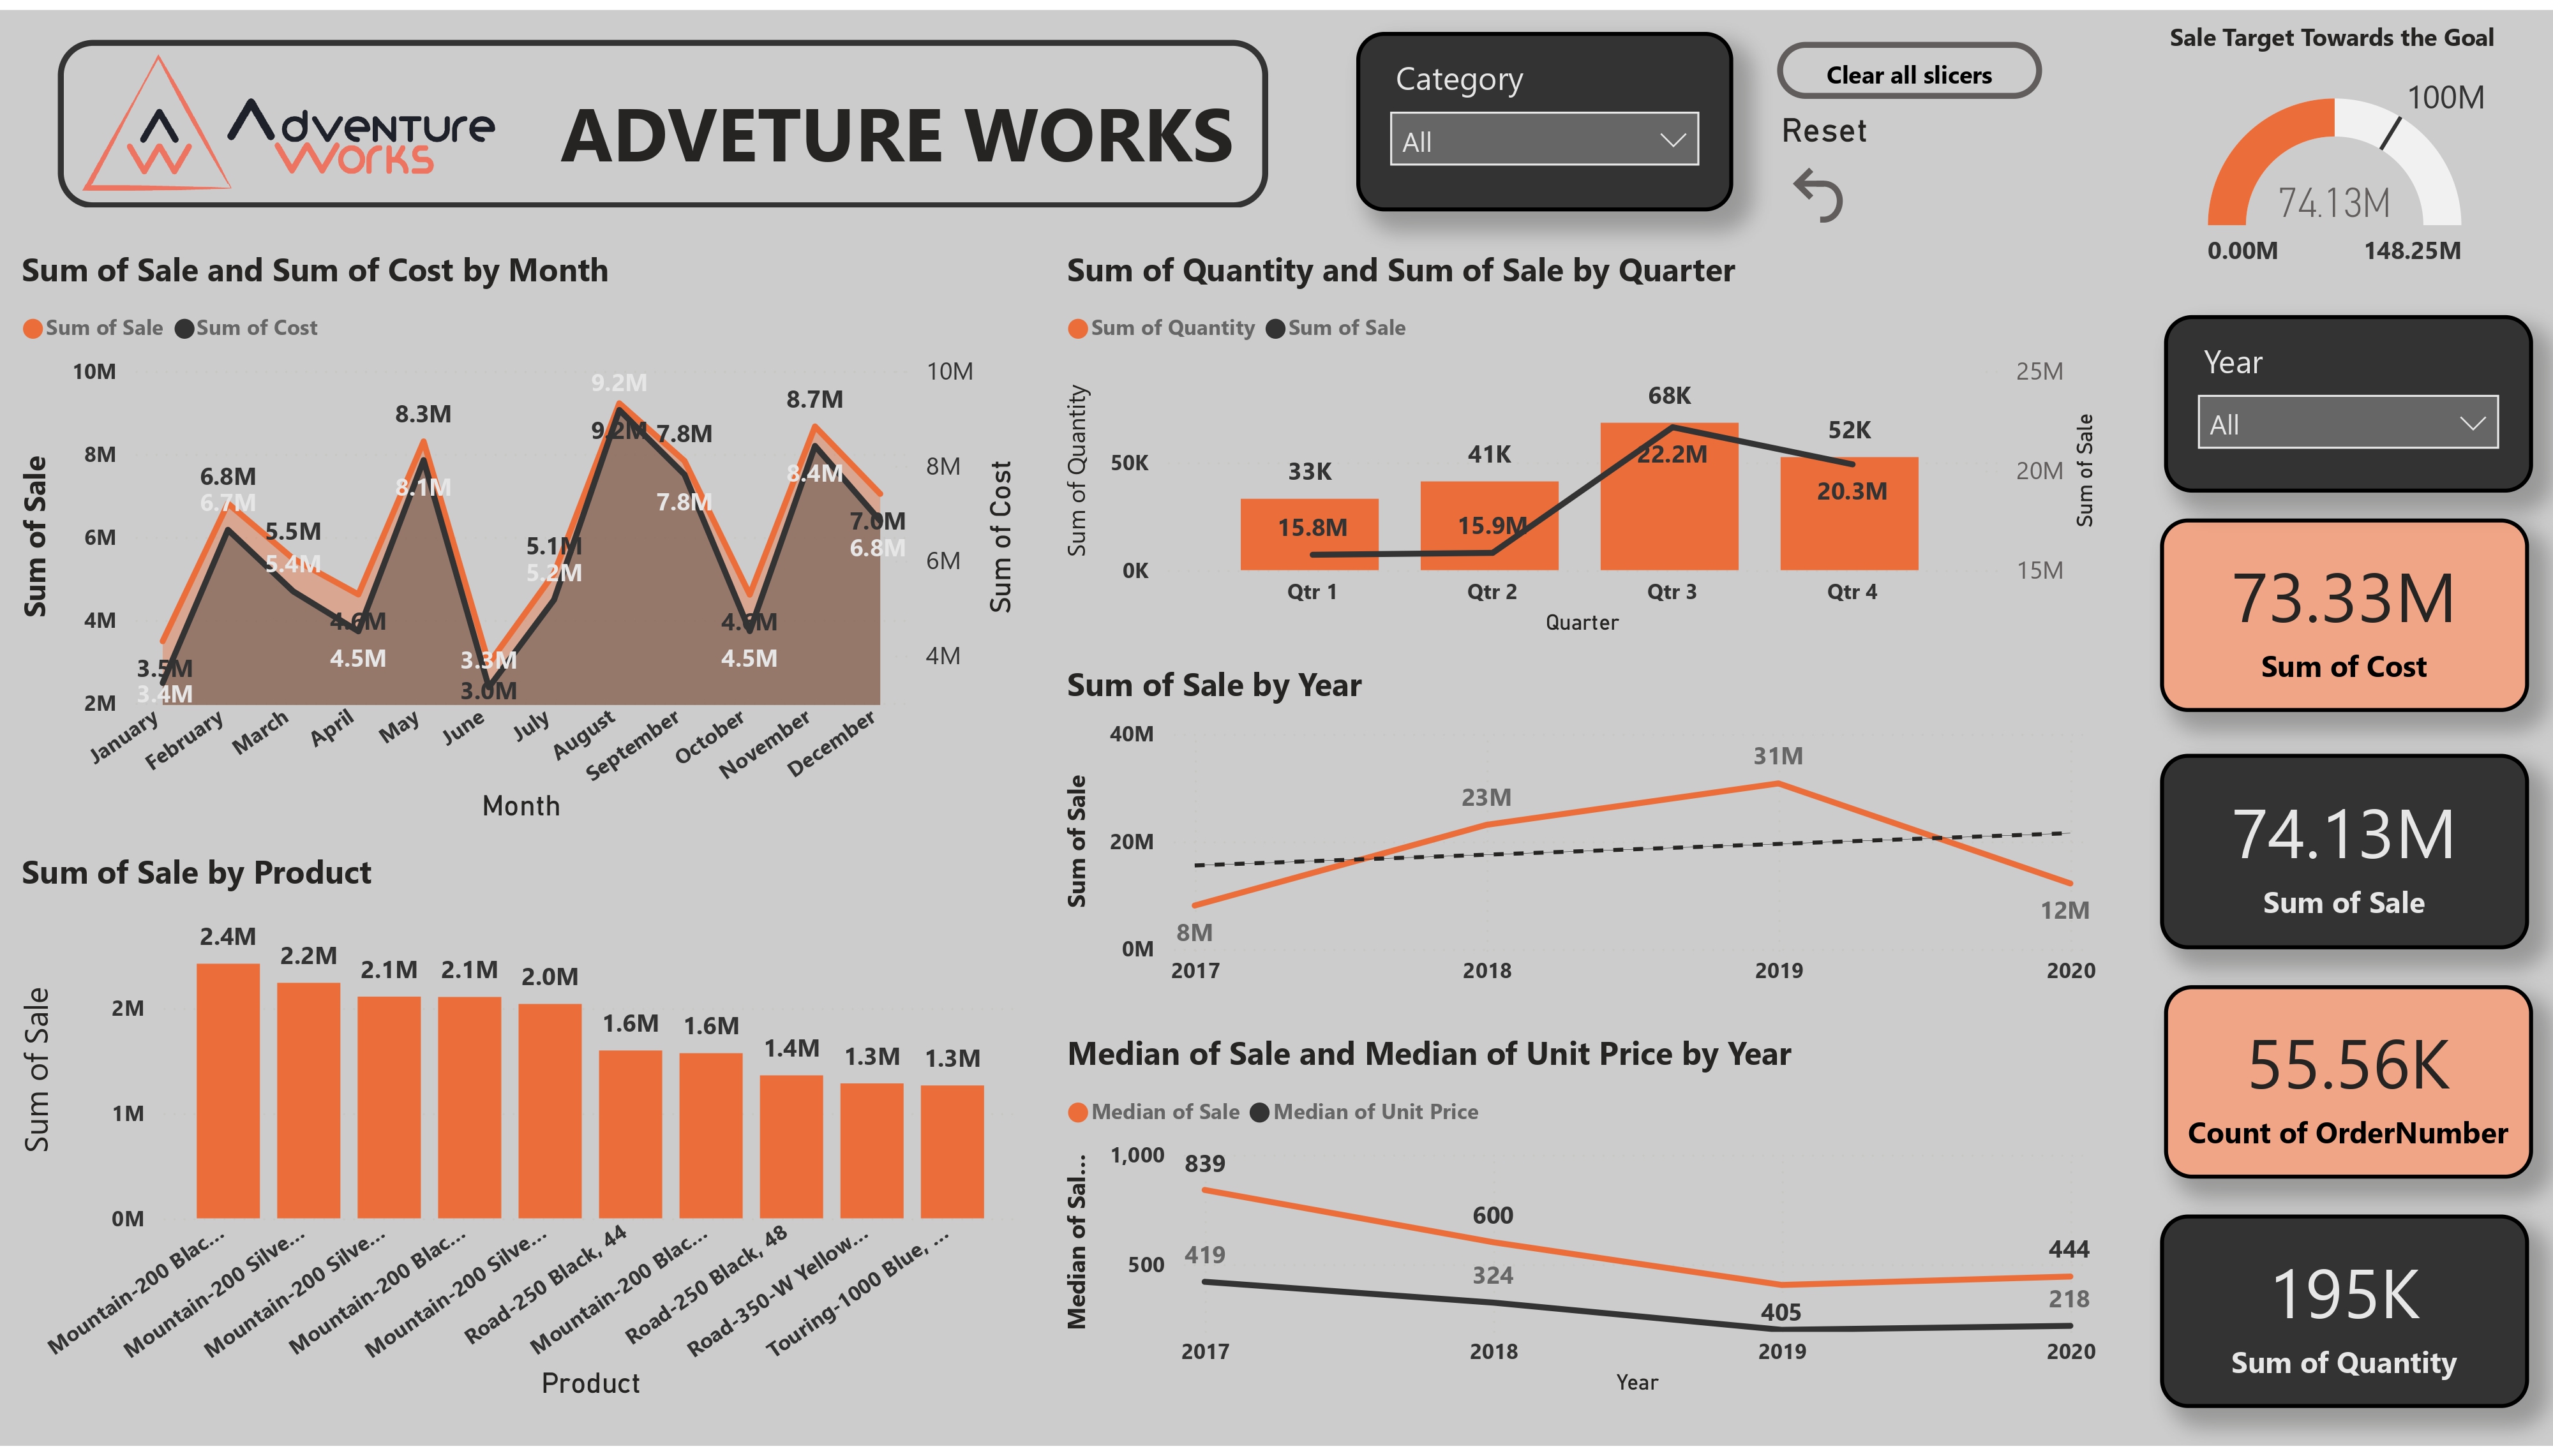 Adventure
Works
ADVETURE WORKS
Category
All
Clear all slicers
Reset
Sale Target Towards the Goal
100M
74.13M
0.00M
148.25M
Sum of Sale and Sum of Cost by Month
Sum of Sale
Sum of Cost
10M
8M
6M
4M
2M
Sum of Sale
10M
8M
6M
4M
Sum of Cost
3.5M
3.4M
6.8M
6.7M
5.5M
5.4M
4.6M
4.5M
8.3M
8.1M
3.3M
3.0M
5.1M
5.2M
9.2M
9.2M
7.8M
7.8M
4.6M
4.5M
8.7M
8.4M
7.0M
6.8M
January
February
March
April
May
June
July
August
September
October
November
December
Month
Sum of Quantity and Sum of Sale by Quarter
Sum of Quantity
Sum of Sale
Sum of Quantity
50K
0K
25M
20M
15M
Sum of Sale
33K
41K
68K
52K
15.8M
15.9M
22.2M
20.3M
Qtr 1
Qtr 2
Qtr 3
Qtr 4
Quarter
Year
All
73.33M
Sum of Cost
74.13M
Sum of Sale
55.56K
Count of OrderNumber
195K
Sum of Quantity
Sum of Sale by Year
Sum of Sale
40M
20M
0M
8M
23M
31M
12M
2017
2018
2019
2020
Sum of Sale by Product
Sum of Sale
2M
1M
0M
2.4M
2.2M
2.1M
2.1M
2.0M
1.6M
1.6M
1.4M
1.3M
1.3M
Mountain-200 Blac...
Mountain-200 Silve...
Mountain-200 Silve...
Mountain-200 Blac...
Mountain-200 Silve...
Road-250 Black, 44
Mountain-200 Blac...
Road-250 Black, 48
Road-350-W Yellow...
Touring-1000 Blue, ...
Product
Median of Sale and Median of Unit Price by Year
Median of Sale
Median of Unit Price
Median of Sal...
1,000
500
839
600
405
444
419
324
218
2017
2018
2019
2020
Year